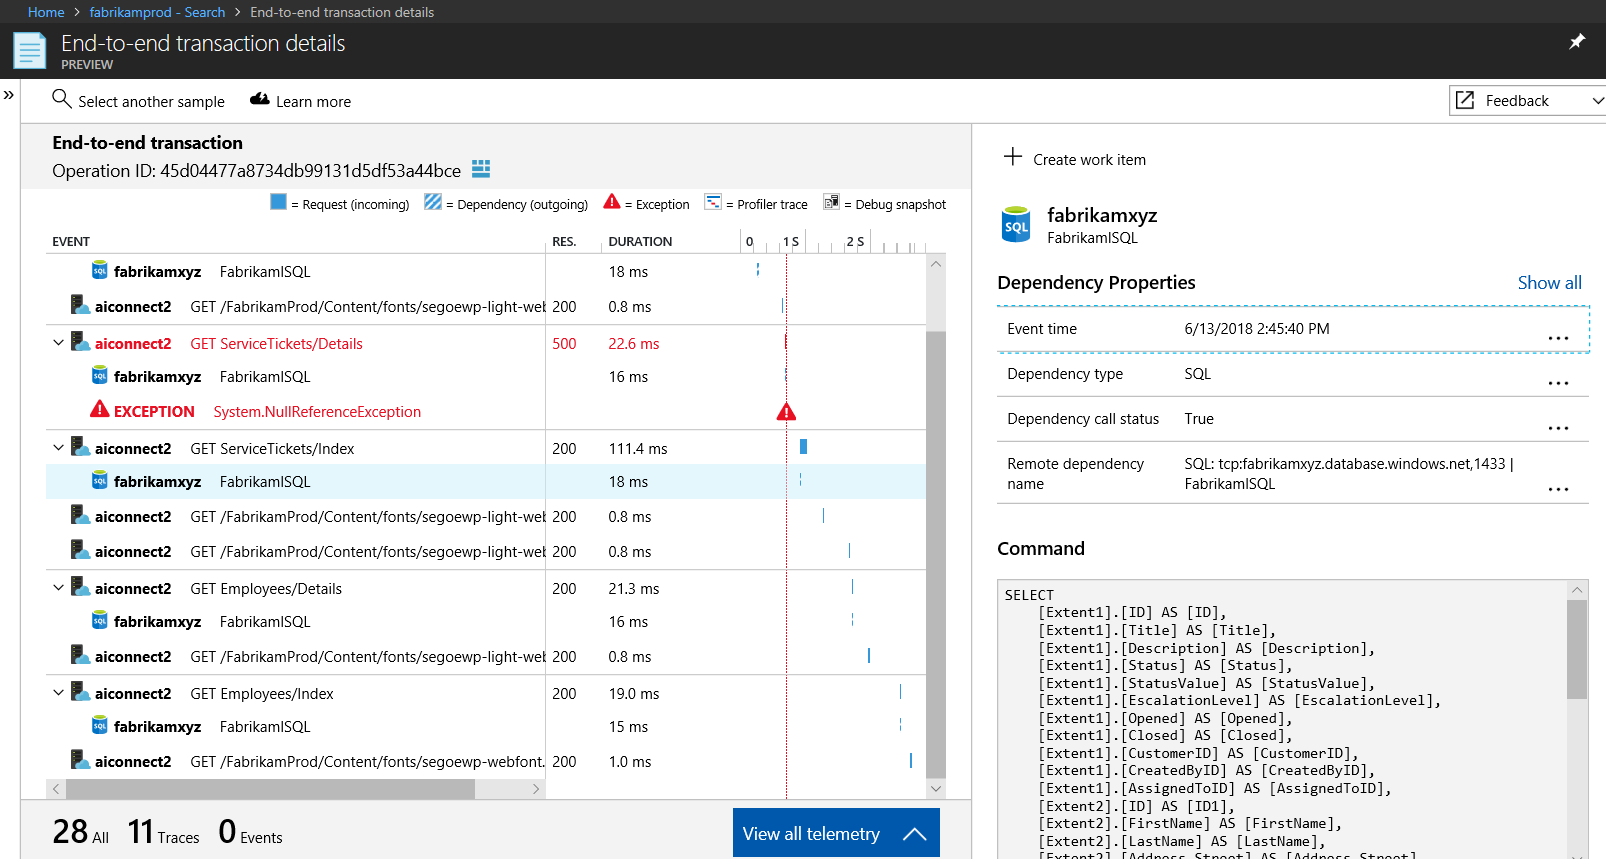 Home > fabrikamprod - Search > End-to-end transaction details
End-to-end transaction details
PREVIEW
»
Select another sample
Learn more
Feedback
End-to-end transaction
Operation ID: 45d04477a8734db99131d5df53a44bce
= Request (incoming) = Dependency (outgoing) = Exception = Profiler trace = Debug snapshot
EVENT RES. DURATION 0 1 S 2 S
SQL fabrikamxyz FabrikamISQL 18 ms
aiconnect2 GET /FabrikamProd/Content/fonts/segoewp-light-wel 200 0.8 ms
aiconnect2 GET ServiceTickets/Details 500 22.6 ms
SQL fabrikamxyz FabrikamISQL 16 ms
EXCEPTION System.NullReferenceException
aiconnect2 GET ServiceTickets/Index 200 111.4 ms
SQL fabrikamxyz FabrikamISQL 18 ms
aiconnect2 GET /FabrikamProd/Content/fonts/segoewp-light-wel 200 0.8 ms
aiconnect2 GET /FabrikamProd/Content/fonts/segoewp-light-wel 200 0.8 ms
aiconnect2 GET Employees/Details 200 21.3 ms
SQL fabrikamxyz FabrikamISQL 16 ms
aiconnect2 GET /FabrikamProd/Content/fonts/segoewp-light-wel 200 0.8 ms
aiconnect2 GET Employees/Index 200 19.0 ms
SQL fabrikamxyz FabrikamISQL 15 ms
aiconnect2 GET /FabrikamProd/Content/fonts/segoewp-webfont. 200 1.0 ms
28 All 11 Traces 0 Events
View all telemetry
Create work item
SQL
fabrikamxyz
FabrikamISQL
Dependency Properties Show all
Event time 6/13/2018 2:45:40 PM ...
Dependency type SQL ...
Dependency call status True ...
Remote dependency SQL: tcp:fabrikamxyz.database.windows.net,1433 |
name FabrikamISQL ...
Command
SELECT
[Extent1].[ID] AS [ID],
[Extent1].[Title] AS [Title],
[Extent1].[Description] AS [Description],
[Extent1].[Status] AS [Status],
[Extent1].[StatusValue] AS [StatusValue],
[Extent1].[EscalationLevel] AS [EscalationLevel],
[Extent1].[Opened] AS [Opened],
[Extent1].[Closed] AS [Closed],
[Extent1].[CustomerID] AS [CustomerID],
[Extent1].[CreatedByID] AS [CreatedByID],
[Extent1].[AssignedToID] AS [AssignedToID],
[Extent2].[ID] AS [ID1],
[Extent2].[FirstName] AS [FirstName],
[Extent2].[LastName] AS [LastName],
[Extent2].[Address_Street] AS [Address_Street]